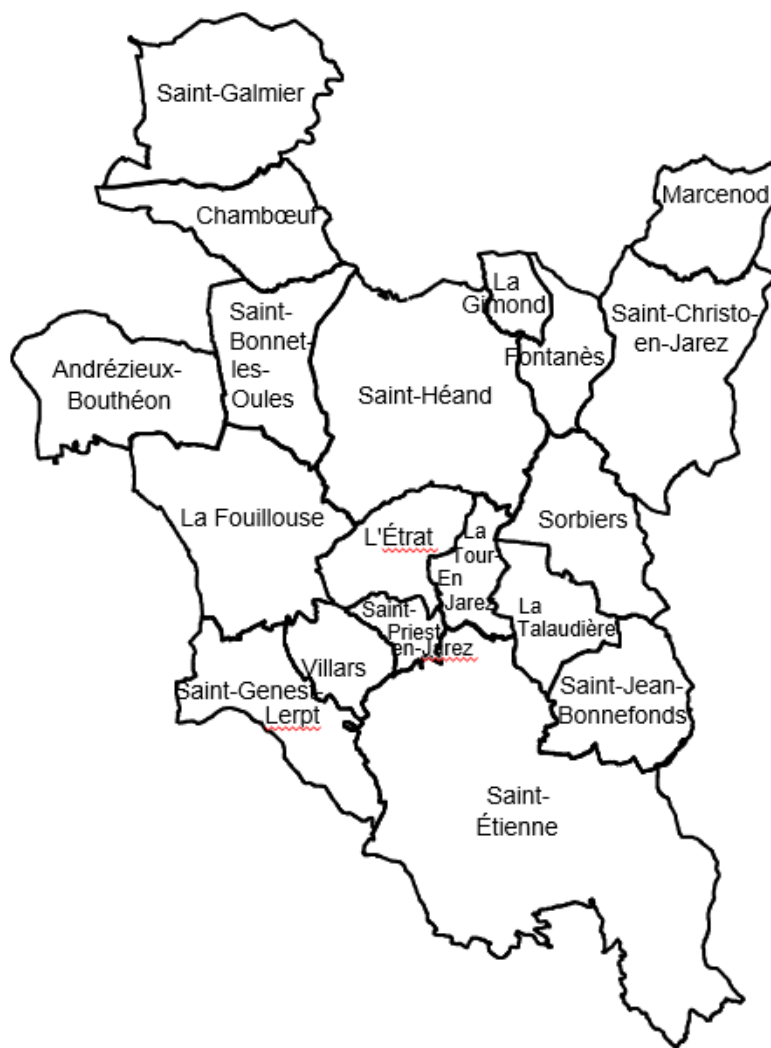 Saint-Galmier
Marcenod
Chambœuf
La
Gimond
Saint-
Bonnet-
les-
Oules
Saint-Christo-
en-Jarez
Fontanès
Andrézieux-
Bouthéon
Saint-Héand
La Fouillouse
L'Étrat
La
Tour-
En
Jarez
Sorbiers
Saint-
Priest
en-Jarez
La
Talaudière
Villars
Saint-Genest-
Lerpt
Saint-Jean-
Bonnefonds
Saint-
Étienne